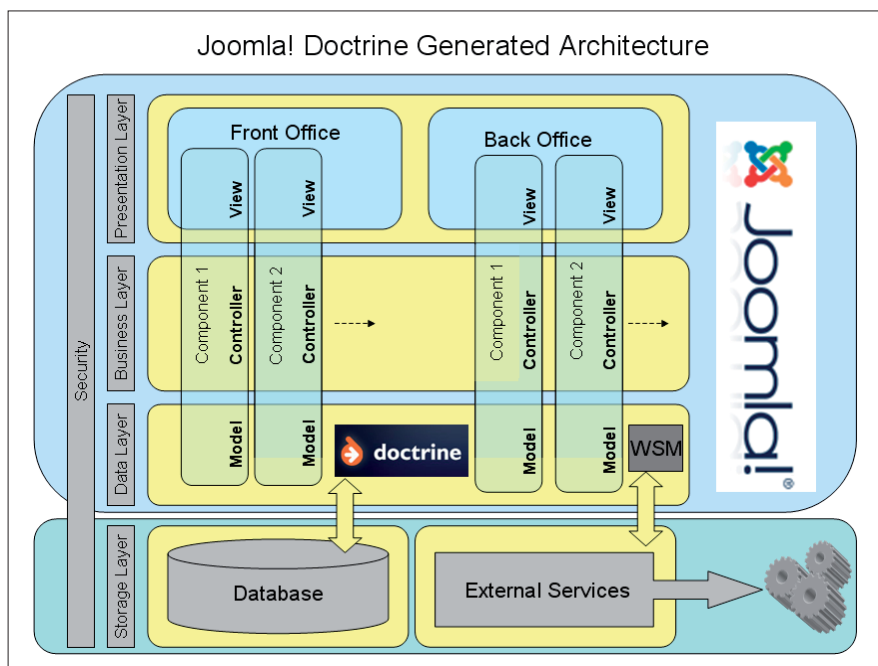 Joomla! Doctrine Generated Architecture
Security
Presentation Layer
Front Office
Back Office
View
View
View
View
Business Layer
Component 1
Controller
Component 2
Controller
Component 1
Controller
Component 2
Controller
Data Layer
Model
Model
doctrine
Model
Model
WSM
Joomla!®
Storage Layer
Database
External Services